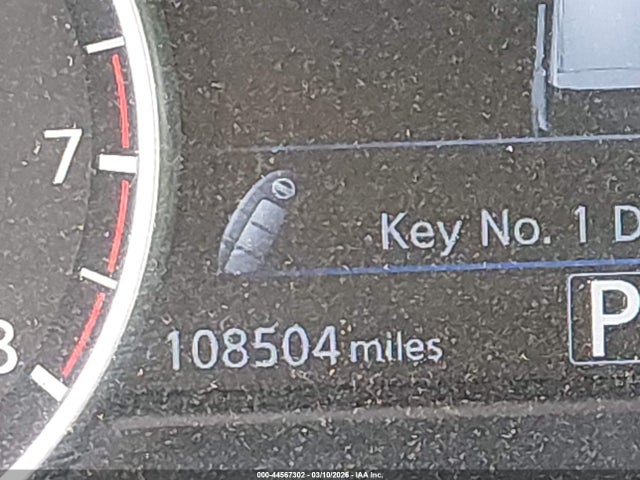 7
Key No. 1 D
P
8
108504 miles
000-44567302 - 03/10/2026 - IAA Inc.